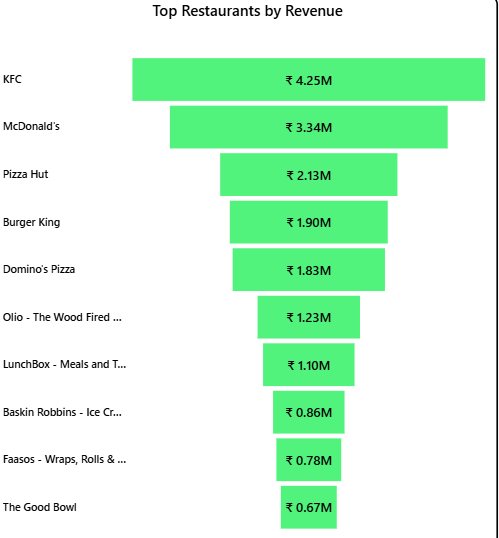 Top Restaurants by Revenue
KFC ₹ 4.25M
McDonald's ₹ 3.34M
Pizza Hut ₹ 2.13M
Burger King ₹ 1.90M
Domino's Pizza ₹ 1.83M
Olio - The Wood Fired ... ₹ 1.23M
LunchBox - Meals and T... ₹ 1.10M
Baskin Robbins - Ice Cr... ₹ 0.86M
Faasos - Wraps, Rolls & ... ₹ 0.78M
The Good Bowl ₹ 0.67M